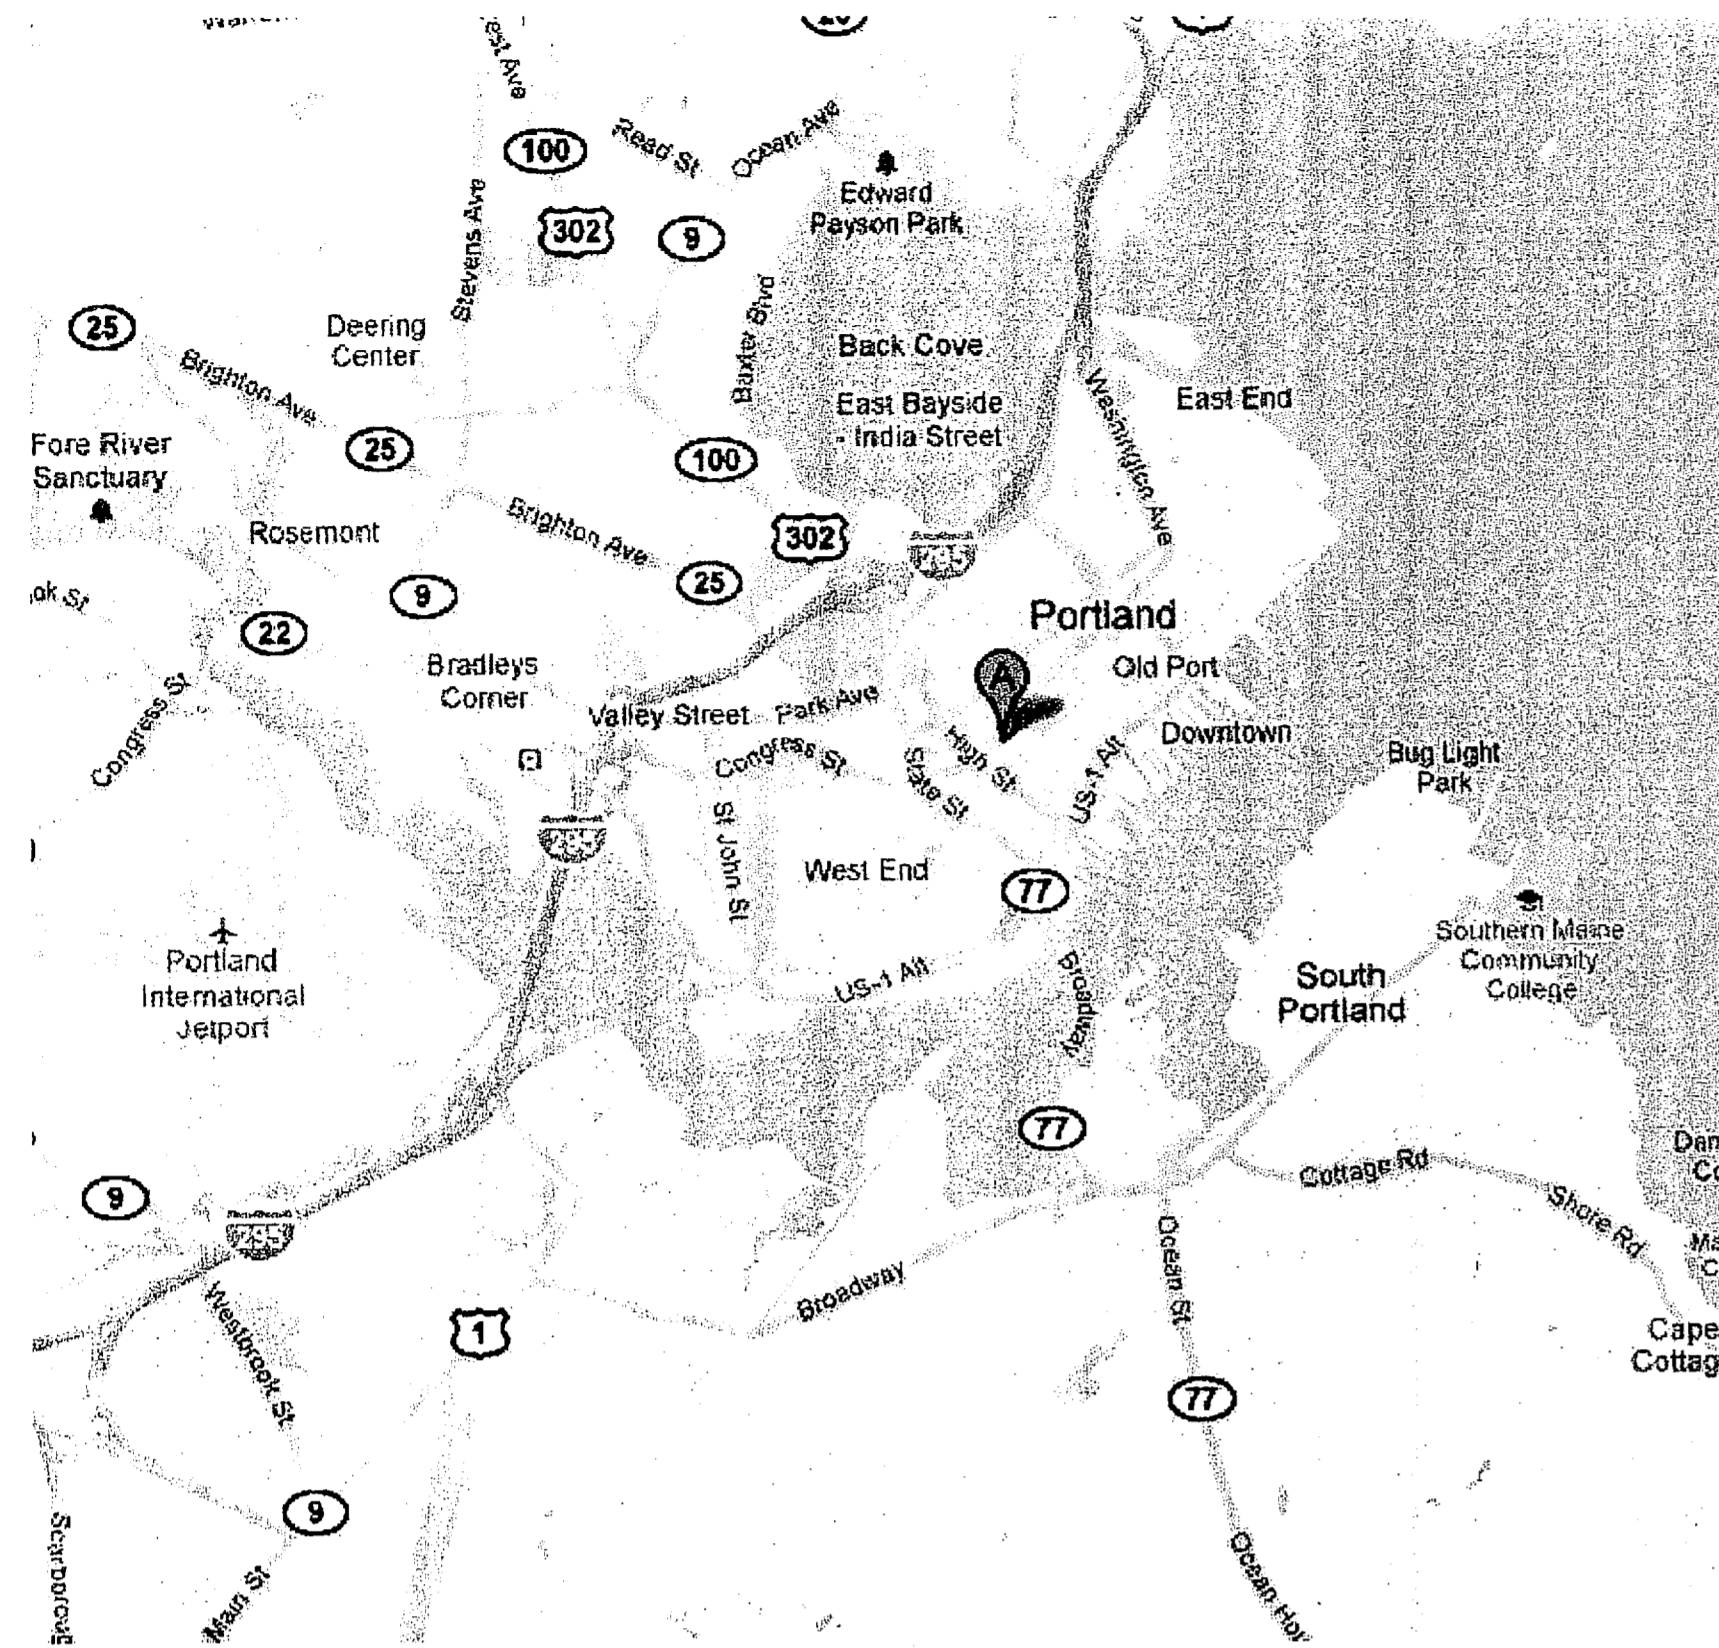 Read St
Ocean Ave
100
Edward
Payson Park
Stevens Ave
302
9
Baxter Blvd
25
Deering
Center
Back Cove
Brighton Ave
East Bayside
- India Street
East End
Washington Ave
Fore River
Sanctuary
25
100
Rosemont
Brighton Ave
302
25
9
22
Portland
Bradleys
Corner
Old Port
Congress St
Valley Street
Park Ave
A
Congress St
High St
State St
US-1 Alt
Downtown
Bug Light
Park
St John St
West End
77
Southern Maine
Community
College
Portland
International
Jetport
US-1 Alt
Broadway
South
Portland
77
Cottage Rd
9
295
Shore Rd
Ocean St
Broadway
Westbrook St
1
Cape
Cottag
77
9
Main St
Ocean Hou